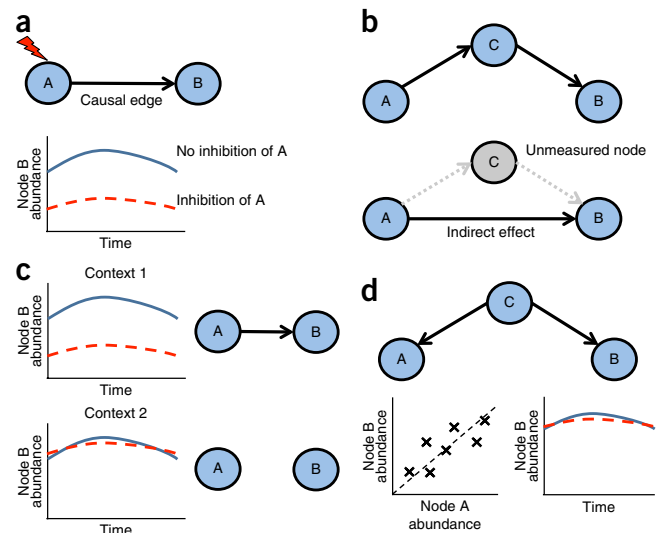 a
A
B
Causal edge
Node B
abundance
No inhibition of A
Inhibition of A
Time
b
C
A
B
C
Unmeasured node
A
B
Indirect effect
c
Context 1
Node B
abundance
Time
A
B
Context 2
Node B
abundance
Time
A
B
d
C
A
B
Node B
abundance
Node A
abundance
Node B
abundance
Time